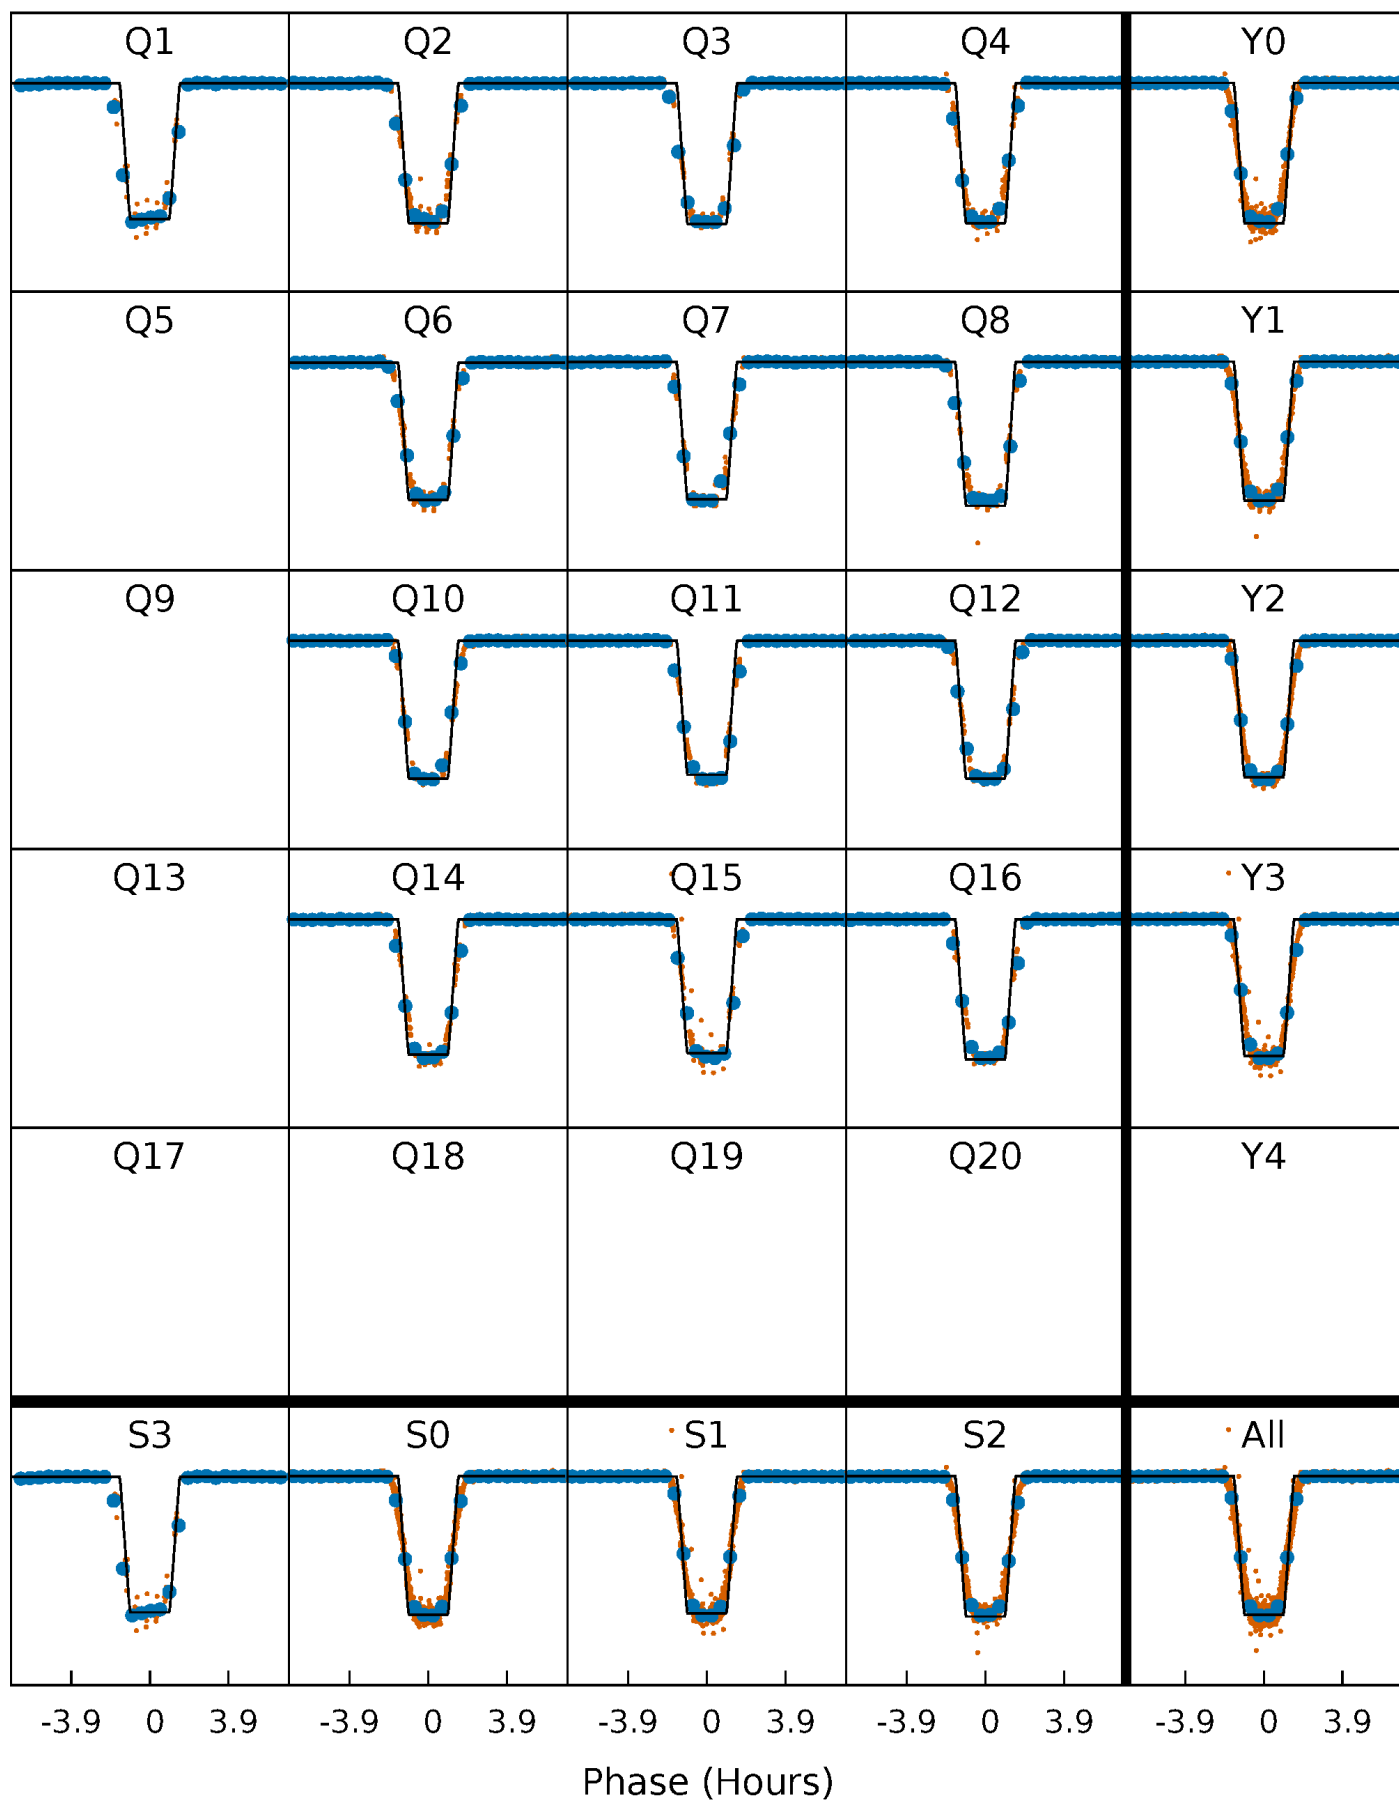 Q1 Q2 Q3 Q4 Y0
Q5 Q6 Q7 Q8 Y1
Q9 Q10 Q11 Q12 Y2
Q13 Q14 Q15 Q16 Y3
Q17 Q18 Q19 Q20 Y4
S3 S0 S1 S2 All
-3.9 0 3.9 -3.9 0 3.9 -3.9 0 3.9 -3.9 0 3.9 -3.9 0 3.9
Phase (Hours)